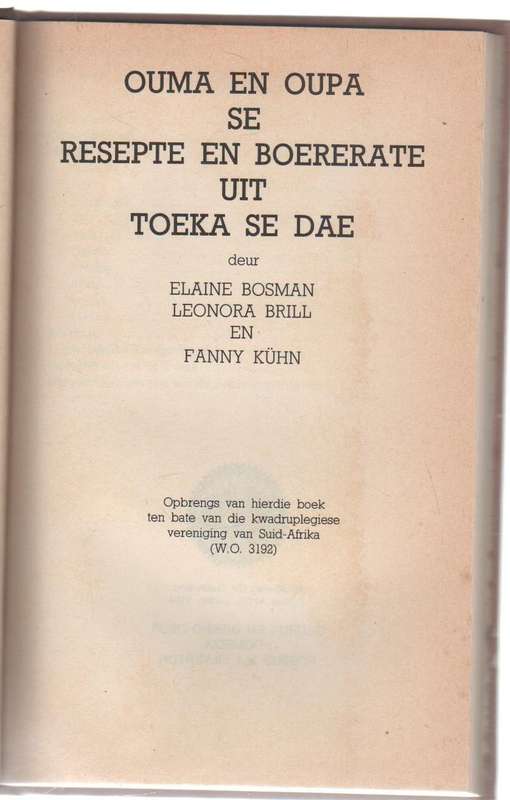 OUMA EN OUPA
SE
RESEPTE EN BOERERATE
UIT
TOEKA SE DAE
deur
ELAINE BOSMAN
LEONORA BRILL
EN
FANNY KÜHN
Opbrengs van hierdie boek
ten bate van die kwadruplegiese
vereniging van Suid-Afrika
(W.O. 3192)